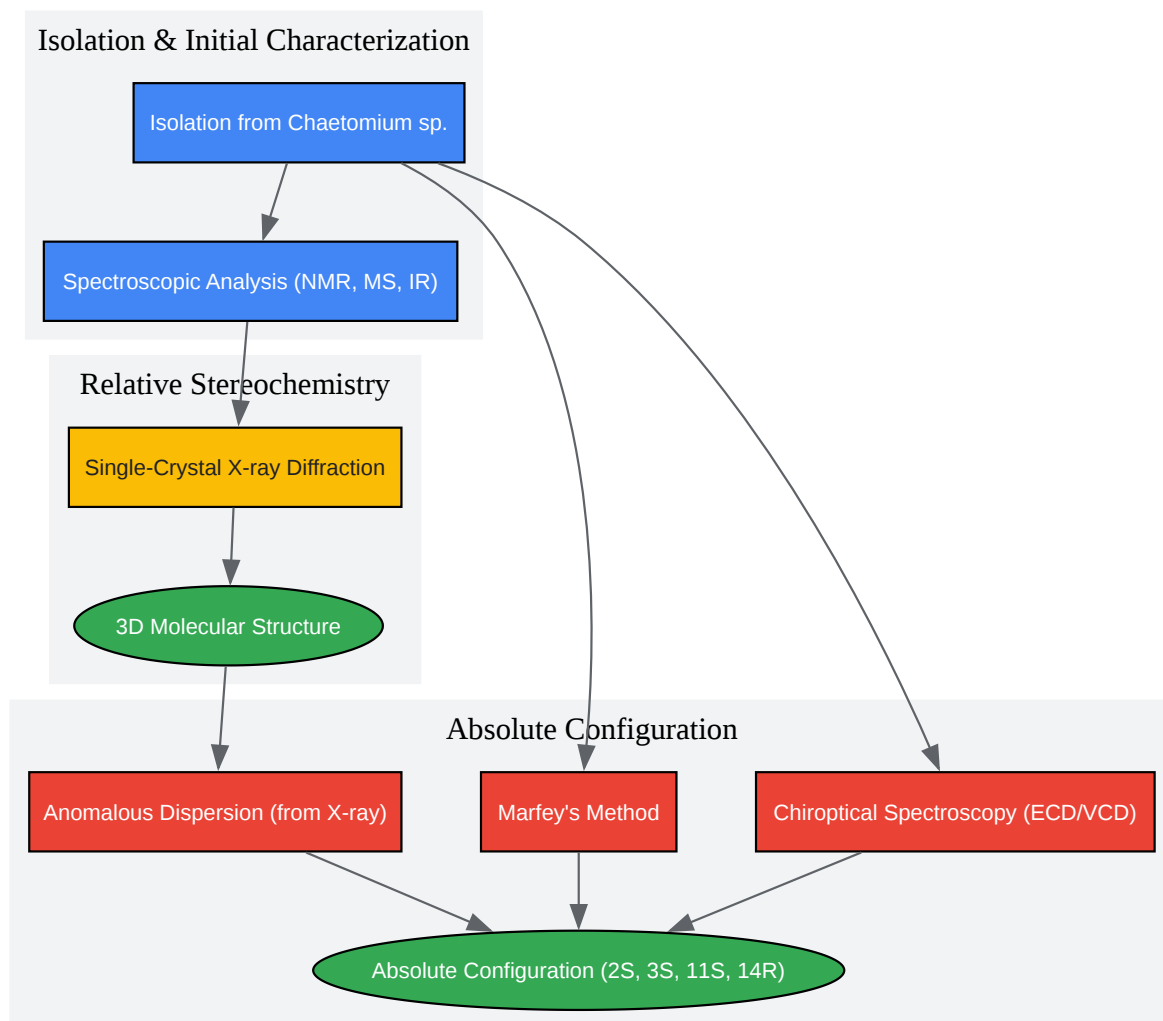 Isolation & Initial Characterization
Isolation from Chaetomium sp.
Spectroscopic Analysis (NMR, MS, IR)
Relative Stereochemistry
Single-Crystal X-ray Diffraction
3D Molecular Structure
Absolute Configuration
Anomalous Dispersion (from X-ray)
Marfey's Method
Chiroptical Spectroscopy (ECD/VCD)
Absolute Configuration (2S, 3S, 11S, 14R)